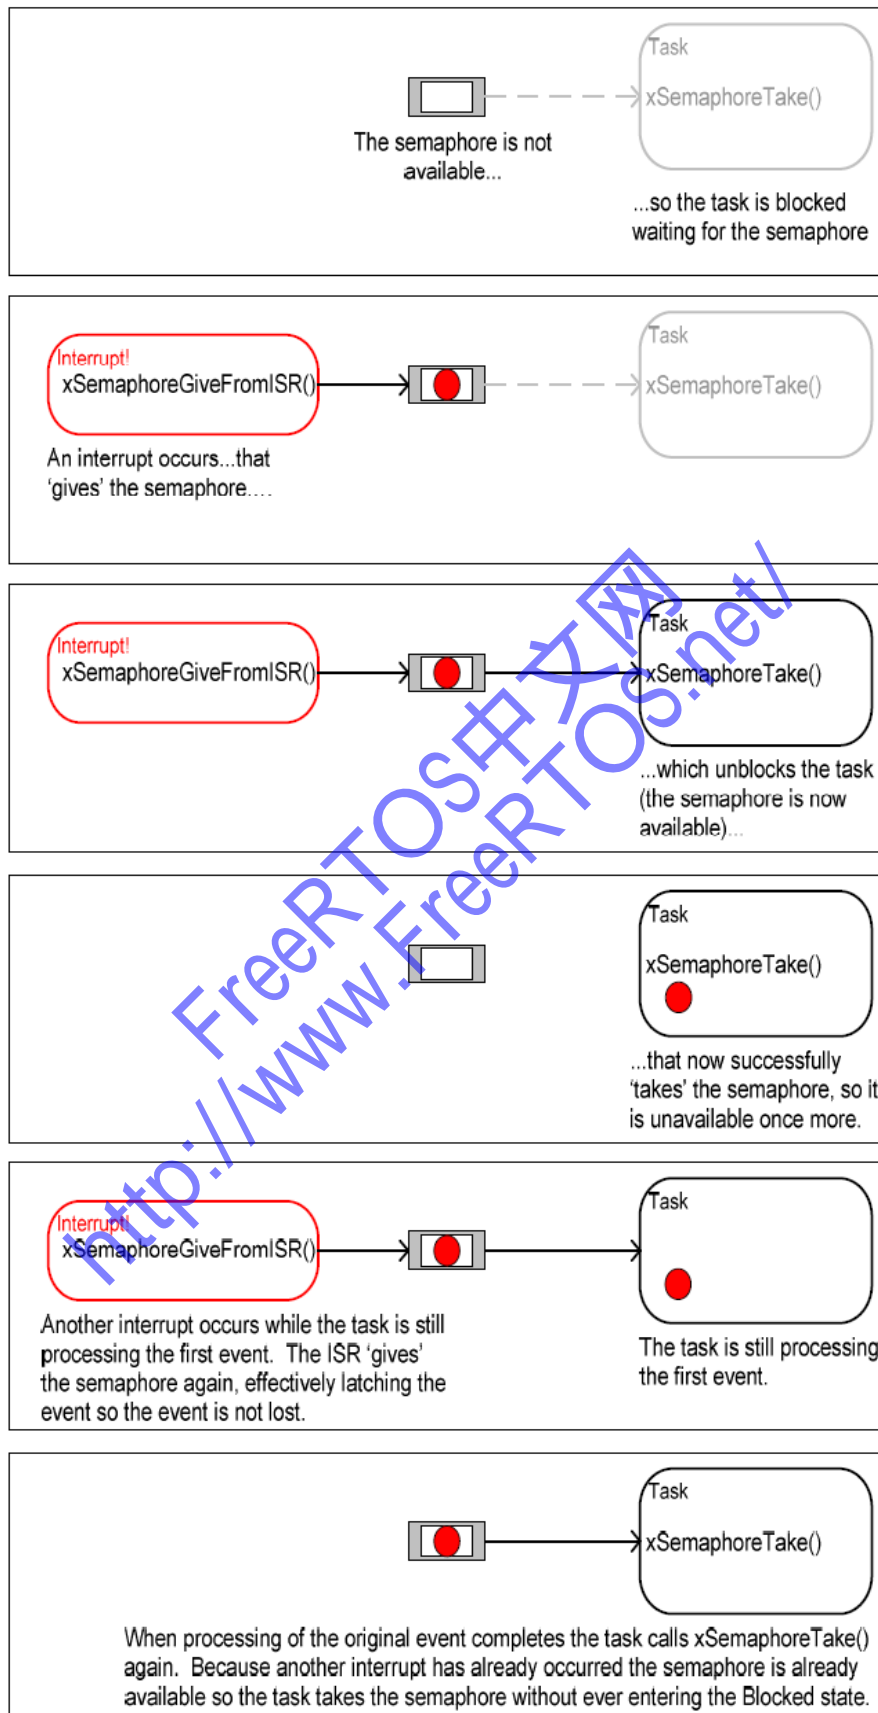 Task
xSemaphoreTake()
The semaphore is not
available...
...so the task is blocked
waiting for the semaphore
Interrupt!
xSemaphoreGiveFromISR()
Task
xSemaphoreTake()
An interrupt occurs...that
'gives' the semaphore....
Interrupt!
xSemaphoreGiveFromISR()
Task
xSemaphoreTake()
...which unblocks the task
(the semaphore is now
available)...
Task
xSemaphoreTake()
...that now successfully
'takes' the semaphore, so it
is unavailable once more.
Interrupt!
xSemaphoreGiveFromISR()
Task
Another interrupt occurs while the task is still
processing the first event. The ISR 'gives'
the semaphore again, effectively latching the
event so the event is not lost.
The task is still processing
the first event.
Task
xSemaphoreTake()
When processing of the original event completes the task calls xSemaphoreTake()
again. Because another interrupt has already occurred the semaphore is already
available so the task takes the semaphore without ever entering the Blocked state.
FreeRTOS中文网
http://www.FreeRTOS.net/